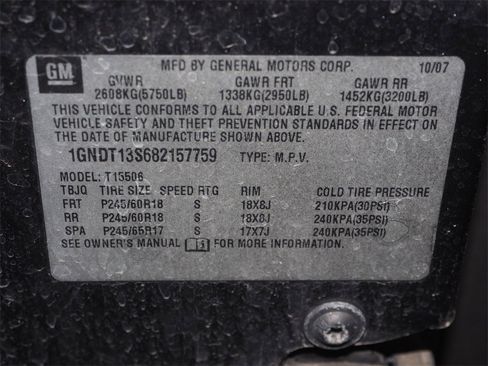 GM MFD BY GENERAL MOTORS CORP. 10/07
GVWR GAWR FRT GAWR RR
2608KG(5750LB) 1338KG(2950LB) 1452KG(3200LB)
THIS VEHICLE CONFORMS TO ALL APPLICABLE U.S. FEDERAL MOTOR
VEHICLE SAFETY AND THEFT PREVENTION STANDARDS IN EFFECT
ON THE DATE OF MANUFACTURE SHOWN ABOVE.
1GNDT13S682157759 TYPE: M.P.V.
MODEL: T15506
TBJQ TIRE SIZE SPEED RTG RIM COLD TIRE PRESSURE
FRT P245/60R18 S 18X8J 210KPA(30PSI)
RR P245/60R18 S 18X8J 240KPA(35PSI)
SPA P245/65R17 S 17X7J 240KPA(35PSI)
SEE OWNER'S MANUAL FOR MORE INFORMATION.